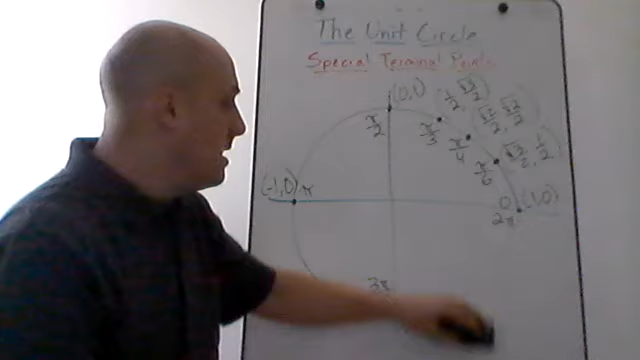 The Unit Circle
Special Terminal Points
(0,1)
(1/2, √3/2)
(√2/2, √2/2)
(√3/2, 1/2)
π/2
π/3
π/4
π/6
(-1,0) π
0 (1,0)
2π
3π